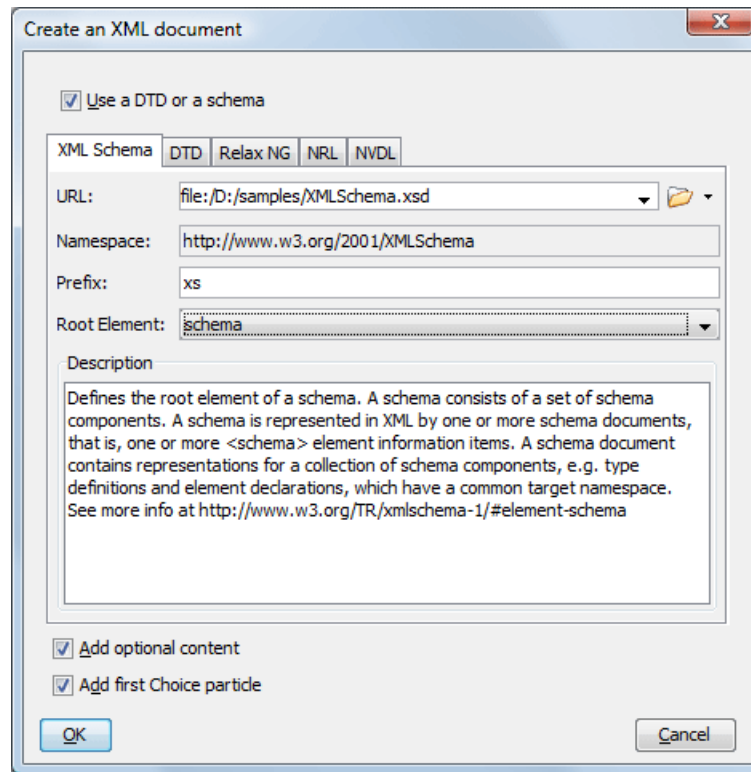 Create an XML document
Use a DTD or a schema
XML Schema DTD Relax NG NRL NVDL
URL: file:/D:/samples/XMLSchema.xsd
Namespace: http://www.w3.org/2001/XMLSchema
Prefix: xs
Root Element: schema
Description
Defines the root element of a schema. A schema consists of a set of schema
components. A schema is represented in XML by one or more schema documents,
that is, one or more <schema> element information items. A schema document
contains representations for a collection of schema components, e.g. type
definitions and element declarations, which have a common target namespace.
See more info at http://www.w3.org/TR/xmlschema-1/#element-schema
Add optional content
Add first Choice particle
OK Cancel